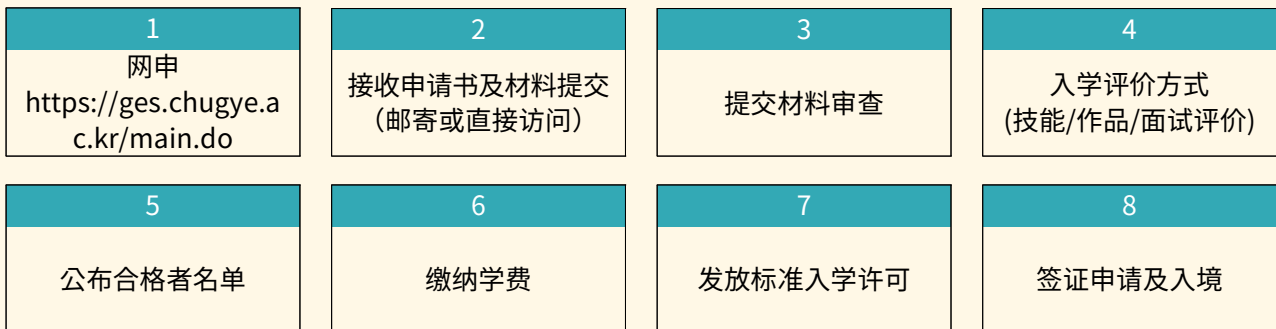 1
网申
https://ges.chugye.a
c.kr/main.do
2
接收申请书及材料提交
（邮寄或直接访问）
3
提交材料审查
4
入学评价方式
(技能/作品/面试评价)
5
公布合格者名单
6
缴纳学费
7
发放标准入学许可
8
签证申请及入境